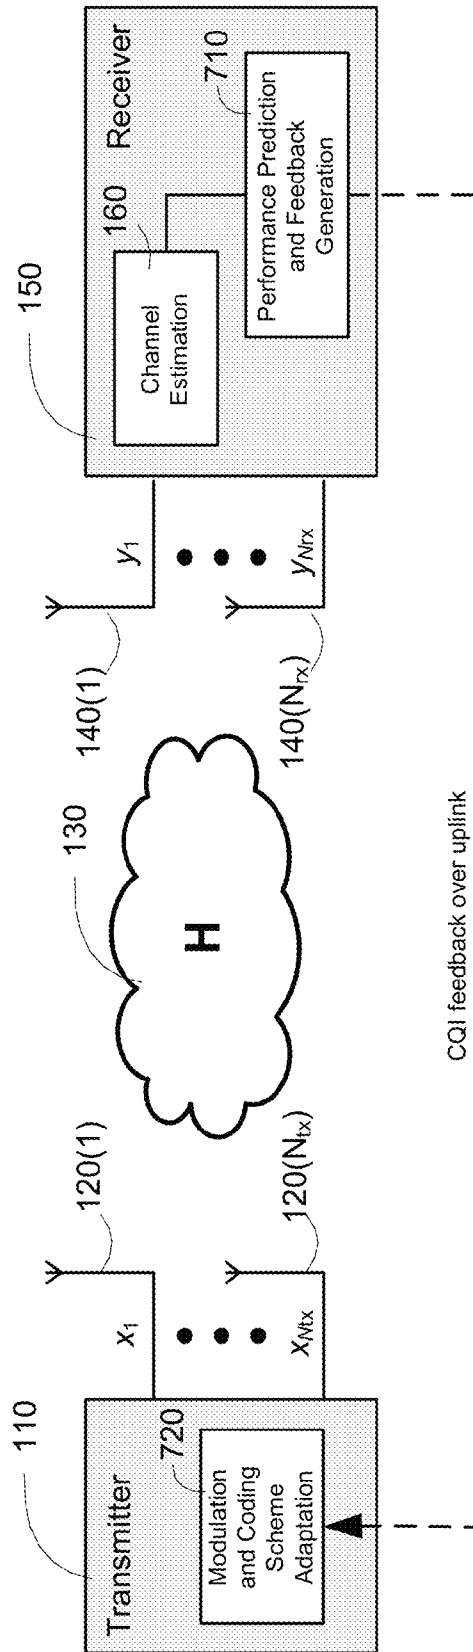 110
Transmitter
720
Modulation
and Coding
Scheme
Adaptation
x1
xNtx
120(1)
120(Ntx)
130
H
CQI feedback over uplink
140(1)
140(Nrx)
y1
yNrx
150
Receiver
160
Channel
Estimation
710
Performance Prediction
and Feedback
Generation